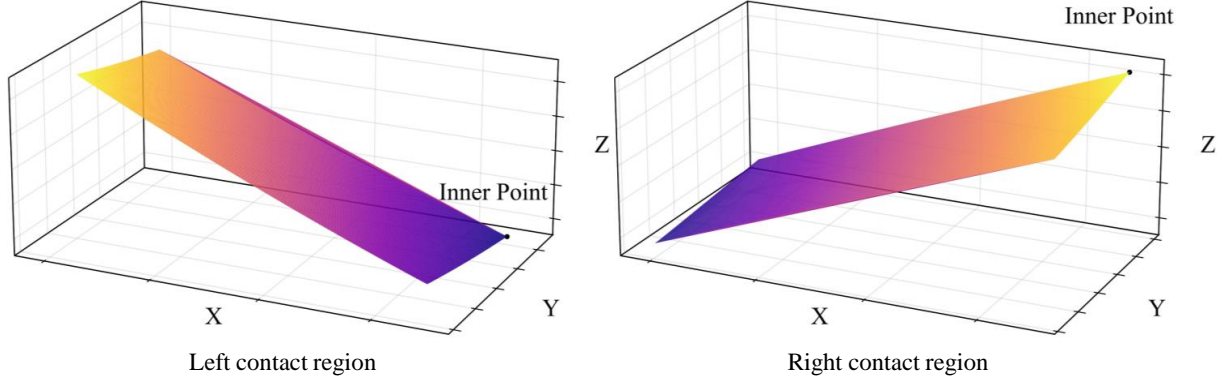 Inner Point
X
Y
Z
Left contact region
Inner Point
X
Y
Z
Right contact region